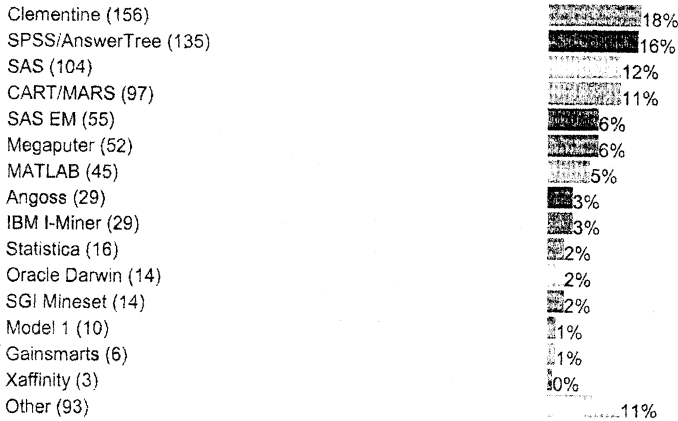 Clementine (156) 18%
SPSS/AnswerTree (135) 16%
SAS (104) 12%
CART/MARS (97) 11%
SAS EM (55) 6%
Megaputer (52) 6%
MATLAB (45) 5%
Angoss (29) 3%
IBM I-Miner (29) 3%
Statistica (16) 2%
Oracle Darwin (14) 2%
SGI Mineset (14) 2%
Model 1 (10) 1%
Gainsmarts (6) 1%
Xaffinity (3) 0%
Other (93) 11%